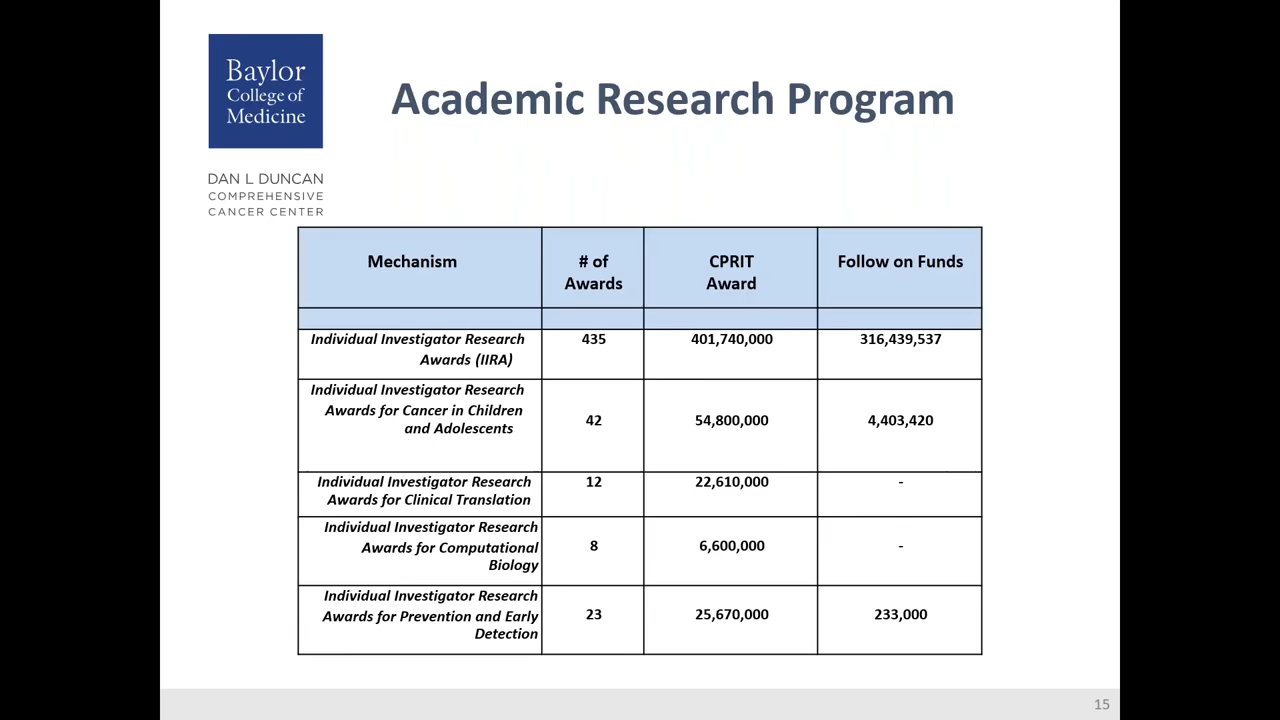 Baylor
College of
Medicine
Academic Research Program
DAN L DUNCAN
COMPREHENSIVE
CANCER CENTER
Mechanism
# of
Awards
CPRIT
Award
Follow on Funds
Individual Investigator Research
Awards (IIRA)
435
401,740,000
316,439,537
Individual Investigator Research
Awards for Cancer in Children
and Adolescents
42
54,800,000
4,403,420
Individual Investigator Research
Awards for Clinical Translation
12
22,610,000
-
Individual Investigator Research
Awards for Computational
Biology
8
6,600,000
-
Individual Investigator Research
Awards for Prevention and Early
Detection
23
25,670,000
233,000
15